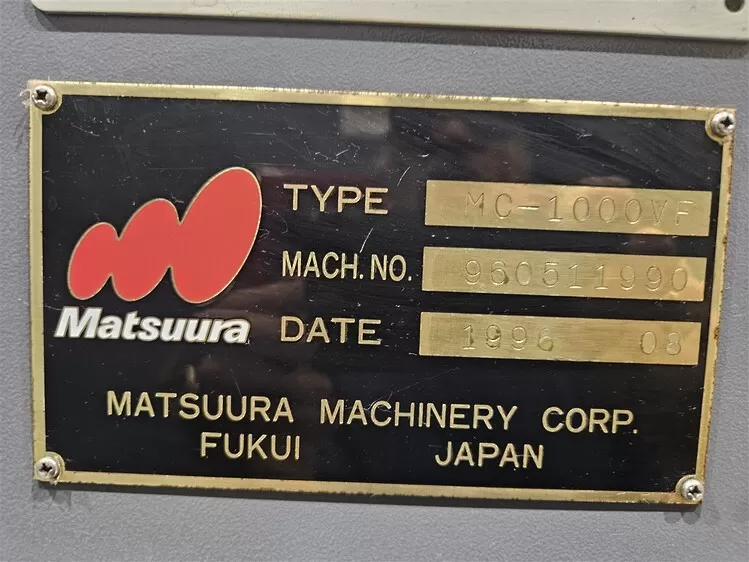 TYPE MC-1000VF
MACH. NO. 960511990
Matsuura
DATE 1996 08
MATSUURA MACHINERY CORP.
FUKUI JAPAN